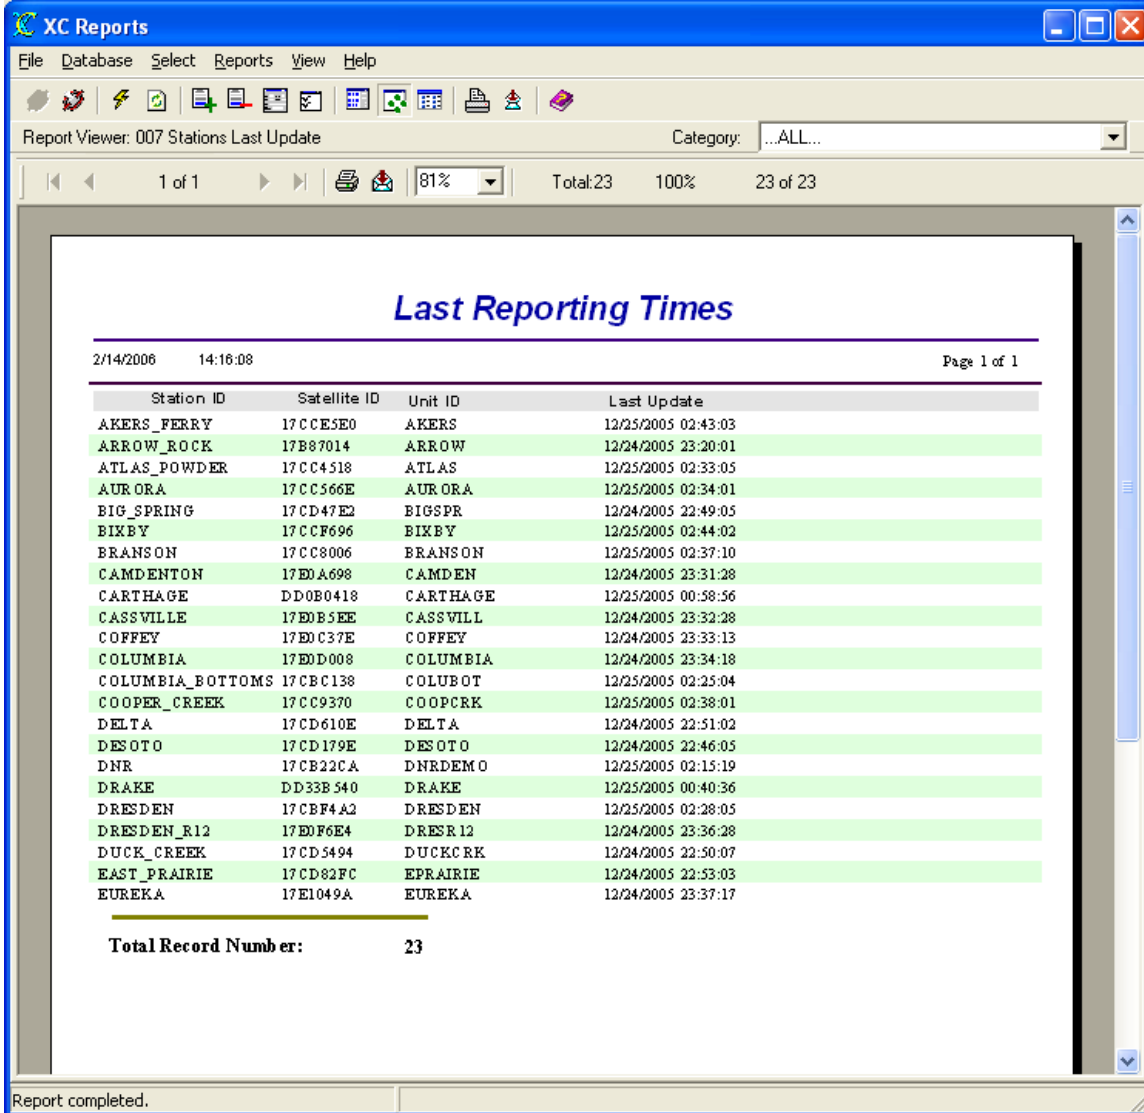 XC Reports
File Database Select Reports View Help
Report Viewer: 007 Stations Last Update Category: ...ALL...
1 of 1 81% Total:23 100% 23 of 23
Last Reporting Times
2/14/2006 14:16:08 Page 1 of 1
Station ID Satellite ID Unit ID Last Update
AKERS_FERRY 17CCE5E0 AKERS 12/25/2005 02:43:03
ARROW_ROCK 17B87014 ARROW 12/24/2005 23:20:01
ATLAS_POWDER 17CC4518 ATLAS 12/25/2005 02:33:05
AURORA 17CC566E AURORA 12/25/2005 02:34:01
BIG_SPRING 17CD47E2 BIGSPR 12/24/2005 22:49:05
BIXBY 17CCF696 BIXBY 12/25/2005 02:44:02
BRANSON 17CC8006 BRANSON 12/25/2005 02:37:10
CAMDENTON 17E0A698 CAMDEN 12/24/2005 23:31:28
CARTHAGE DD0B0418 CARTHAGE 12/25/2005 00:58:56
CASSVILLE 17E0B5EE CASSVILL 12/24/2005 23:32:28
COFFEY 17E0C37E COFFEY 12/24/2005 23:33:13
COLUMBIA 17E0D008 COLUMBIA 12/24/2005 23:34:18
COLUMBIA_BOTTOMS 17CBC138 COLUBOT 12/25/2005 02:25:04
COOPER_CREEK 17CC9370 COOPCRK 12/25/2005 02:38:01
DELTA 17CD610E DELTA 12/24/2005 22:51:02
DESOTO 17CD179E DESOTO 12/24/2005 22:46:05
DNR 17CB22CA DNRDEMO 12/25/2005 02:15:19
DRAKE DD33B540 DRAKE 12/25/2005 00:40:36
DRESDEN 17CBF4A2 DRESDEN 12/25/2005 02:28:05
DRESDEN_R12 17E0F6E4 DRESR12 12/24/2005 23:36:28
DUCK_CREEK 17CD5494 DUCKCRK 12/24/2005 22:50:07
EAST_PRAIRIE 17CD82FC EPRAIRIE 12/24/2005 22:53:03
EUREKA 17E1049A EUREKA 12/24/2005 23:37:17
Total Record Number: 23
Report completed.